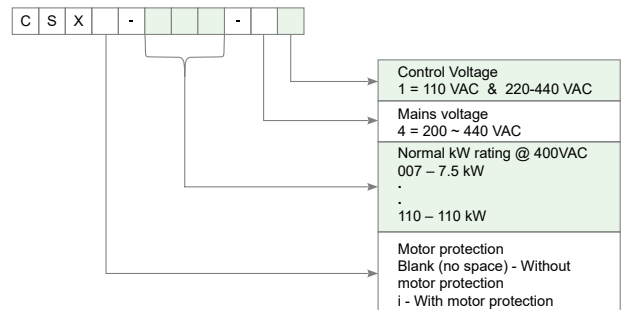 C S X - -
Control Voltage
1 = 110 VAC & 220-440 VAC
Mains voltage
4 = 200 ~ 440 VAC
Normal kW rating @ 400VAC
007 – 7.5 kW
.
.
110 – 110 kW
Motor protection
Blank (no space) - Without
motor protection
i - With motor protection